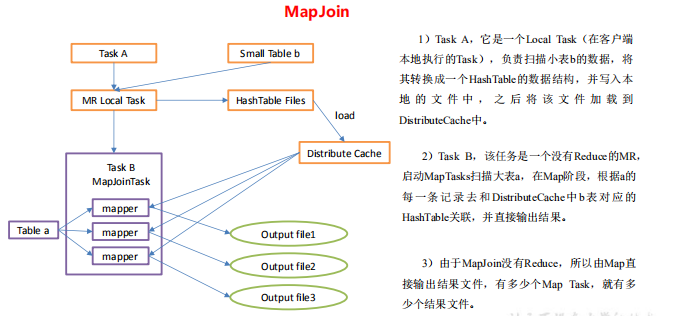 MapJoin
Task A
Small Table b
MR Local Task
HashTable Files
load
Distribute Cache
Task B
MapJoinTask
Table a
mapper
mapper
mapper
Output file1
Output file2
Output file3
1）Task A，它是一个Local Task（在客户端
本地执行的Task），负责扫描小表b的数据，将
其转换成一个HashTable的数据结构，并写入本
地的文件中，之后将该文件加载到
DistributeCache中。
2）Task B，该任务是一个没有Reduce的MR，
启动MapTasks扫描大表a，在Map阶段，根据a的
每一条记录去和DistributeCache中b表对应的
HashTable关联，并直接输出结果。
3）由于MapJoin没有Reduce，所以由Map直
接输出结果文件，有多少个Map Task，就有多
少个结果文件。